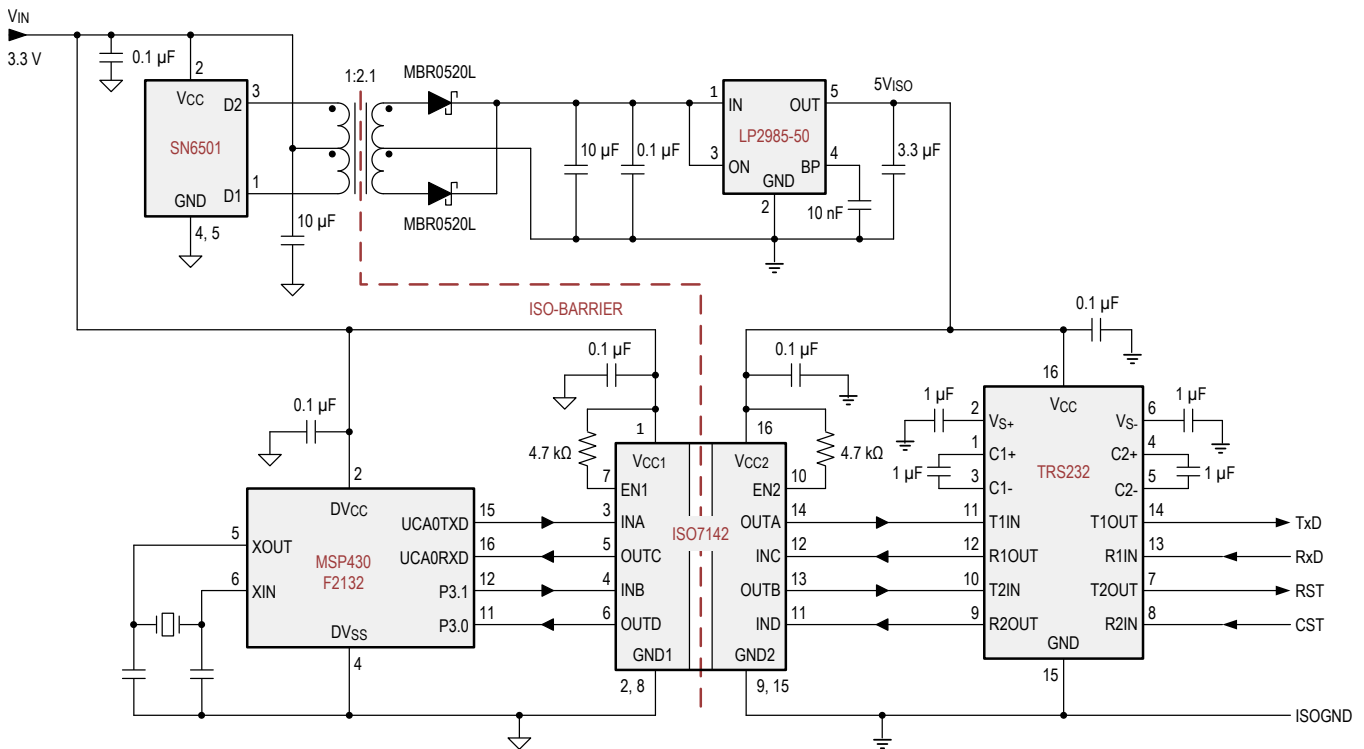 VIN
3.3 V
0.1 µF
2
VCC
D2
3
SN6501
D1
1
GND
4, 5
10 µF
1:2.1
MBR0520L
MBR0520L
10 µF
0.1 µF
1
IN
OUT
5
LP2985-50
3
ON
BP
4
GND
2
10 nF
5VISO
3.3 µF
ISO-BARRIER
0.1 µF
0.1 µF
4.7 kΩ
1
VCC1
7
EN1
3
INA
5
OUTC
4
INB
6
OUTD
GND1
2, 8
ISO7142
0.1 µF
16
VCC2
4.7 kΩ
EN2
10
OUTA
14
INC
12
OUTB
13
IND
11
GND2
9, 15
2
DVCC
5
XOUT
6
XIN
MSP430
F2132
UCA0TXD
15
UCA0RXD
16
P3.1
12
P3.0
11
DVSS
4
0.1 µF
16
VCC
1 µF
2
VS+
1
C1+
1 µF
3
C1-
TRS232
VS-
6
1 µF
C2+
4
C2-
5
1 µF
11
T1IN
T1OUT
14
TxD
12
R1OUT
R1IN
13
RxD
10
T2IN
T2OUT
7
RST
9
R2OUT
R2IN
8
CST
GND
15
ISOGND